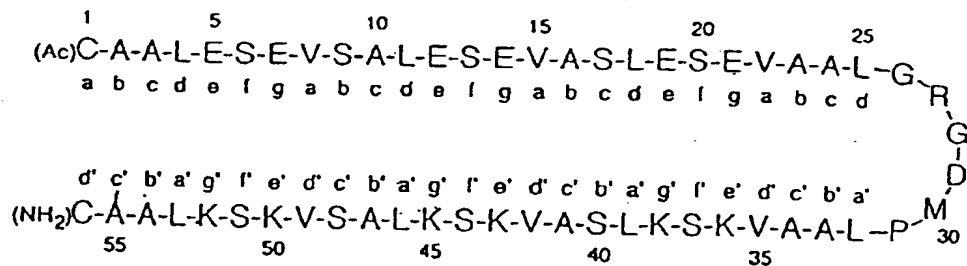 1 5 10 15 20 25
(Ac)C-A-A-L-E-S-E-V-S-A-L-E-S-E-V-A-S-L-E-S-E-V-A-A-L-G
a b c d e f g a b c d e f g a b c d e f g a b c d
R
G
D
M
30
d' c' b' a' g' f' e' d' c' b' a' g' f' e' d' c' b' a' g' f' e' d' c' b' a'
(NH2)C-A-A-L-K-S-K-V-S-A-L-K-S-K-V-A-S-L-K-S-K-V-A-A-L-P
55 50 45 40 35